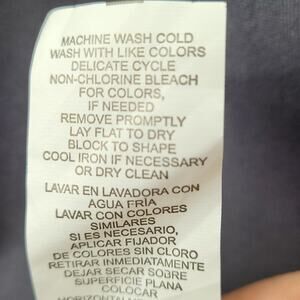 MACHINE WASH COLD
WASH WITH LIKE COLORS
DELICATE CYCLE
NON-CHLORINE BLEACH
FOR COLORS,
IF NEEDED
REMOVE PROMPTLY
LAY FLAT TO DRY
BLOCK TO SHAPE
COOL IRON IF NECESSARY
OR DRY CLEAN
LAVAR EN LAVADORA CON
AGUA FRÍA
LAVAR CON COLORES
SIMILARES
SI ES NECESARIO,
APLICAR FIJADOR
DE COLORES SIN CLORO
RETIRAR INMEDIATAMENTE
DEJAR SECAR SOBRE
SUPERFICIE PLANA
COLOCAR